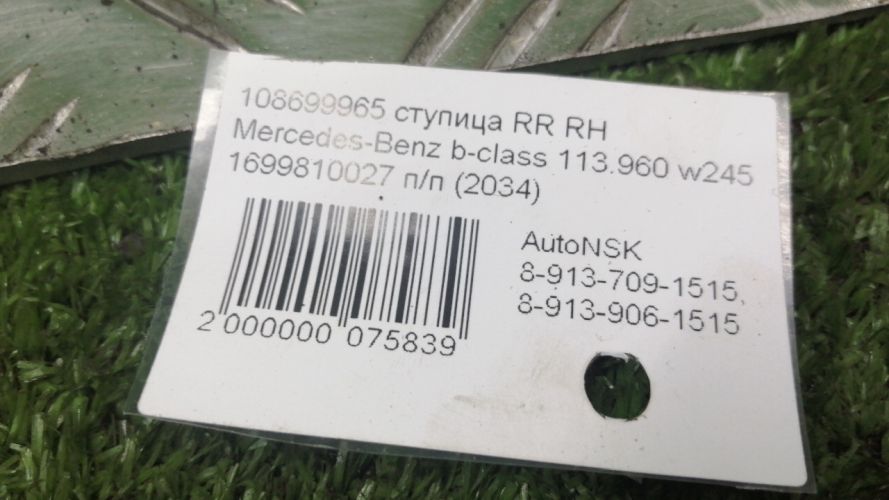 108699965 ступица RR RH
Mercedes-Benz b-class 113.960 w245
1699810027 п/п (2034)
AutoNSK
8-913-709-1515,
8-913-906-1515
2 000000 075839